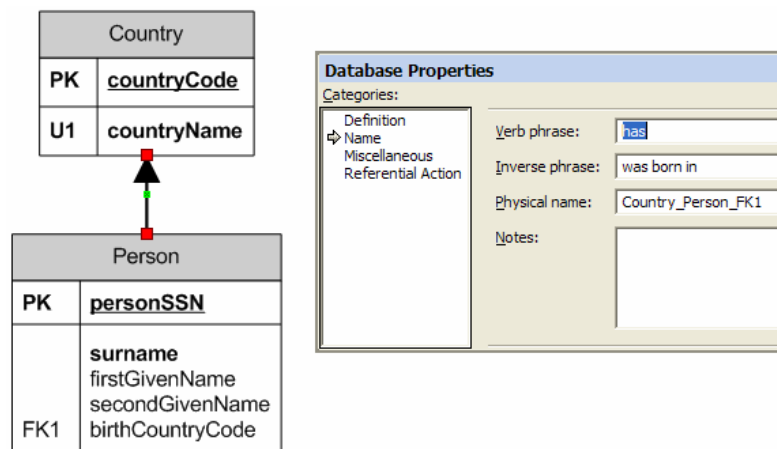 Country
PK countryCode
U1 countryName
Person
PK personSSN
surname
firstGivenName
secondGivenName
FK1 birthCountryCode
Database Properties
Categories:
Definition
Name
Miscellaneous
Referential Action
Verb phrase: has
Inverse phrase: was born in
Physical name: Country_Person_FK1
Notes: